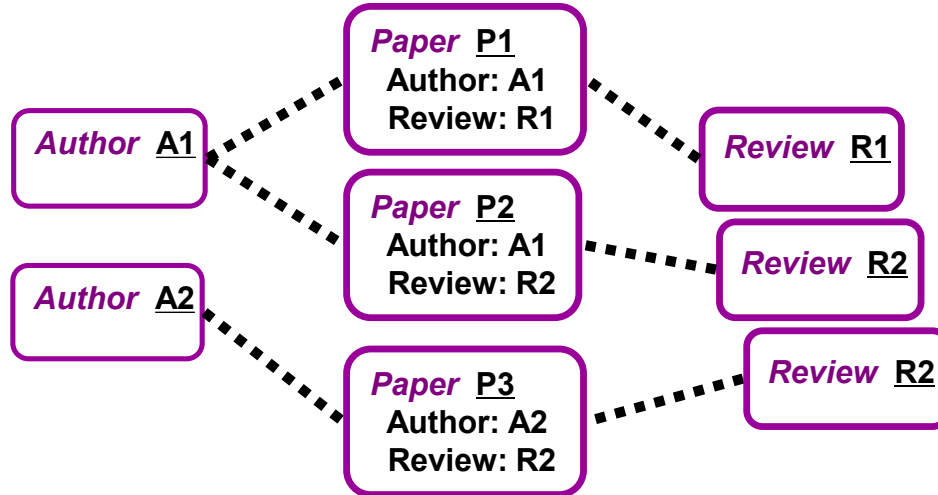 Author A1
Author A2
Paper P1
Author: A1
Review: R1
Paper P2
Author: A1
Review: R2
Paper P3
Author: A2
Review: R2
Review R1
Review R2
Review R2